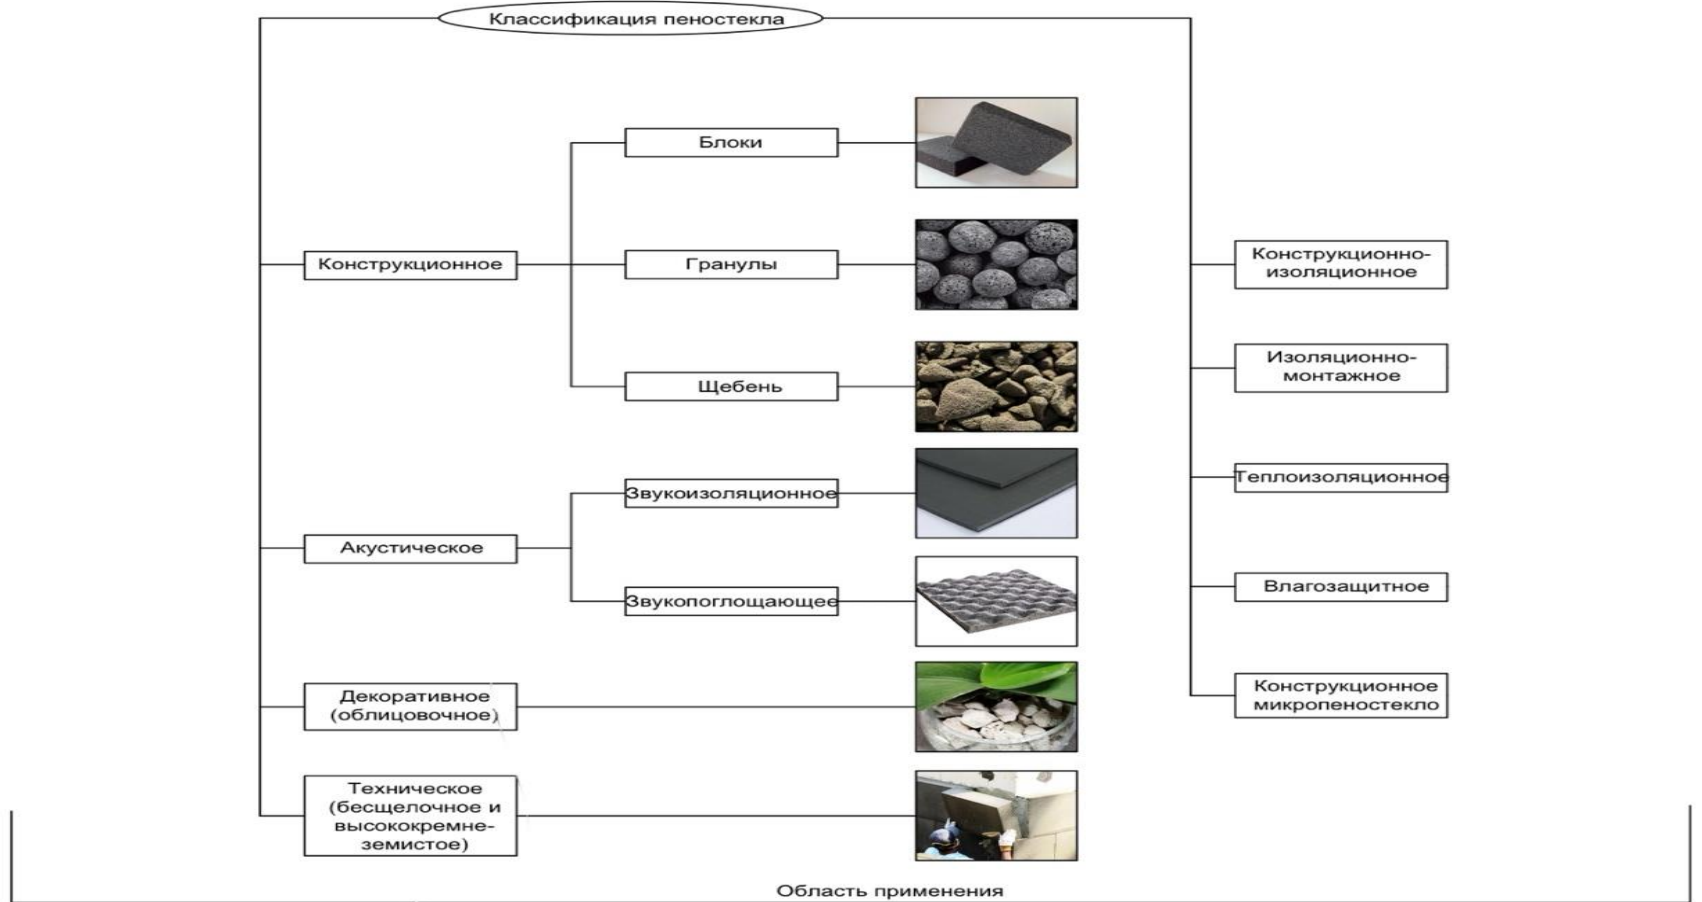 Классификация пеностекла
Блоки
Конструкционное
Гранулы
Щебень
Звукоизоляционное
Акустическое
Звукопоглощающее
Декоративное
(облицовочное)
Техническое
(бесщелочное и
высококремне-
земистое)
Конструкционно-
изоляционное
Изоляционно-
монтажное
Теплоизоляционное
Влагозащитное
Конструкционное
микропеностекло
Область применения